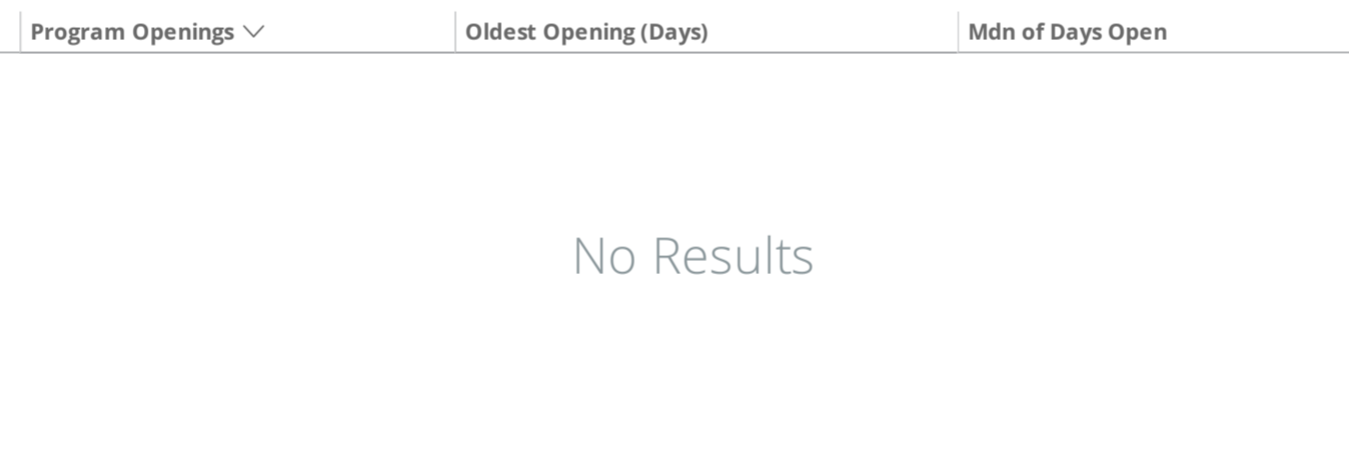 Program Openings
Oldest Opening (Days)
Mdn of Days Open
No Results